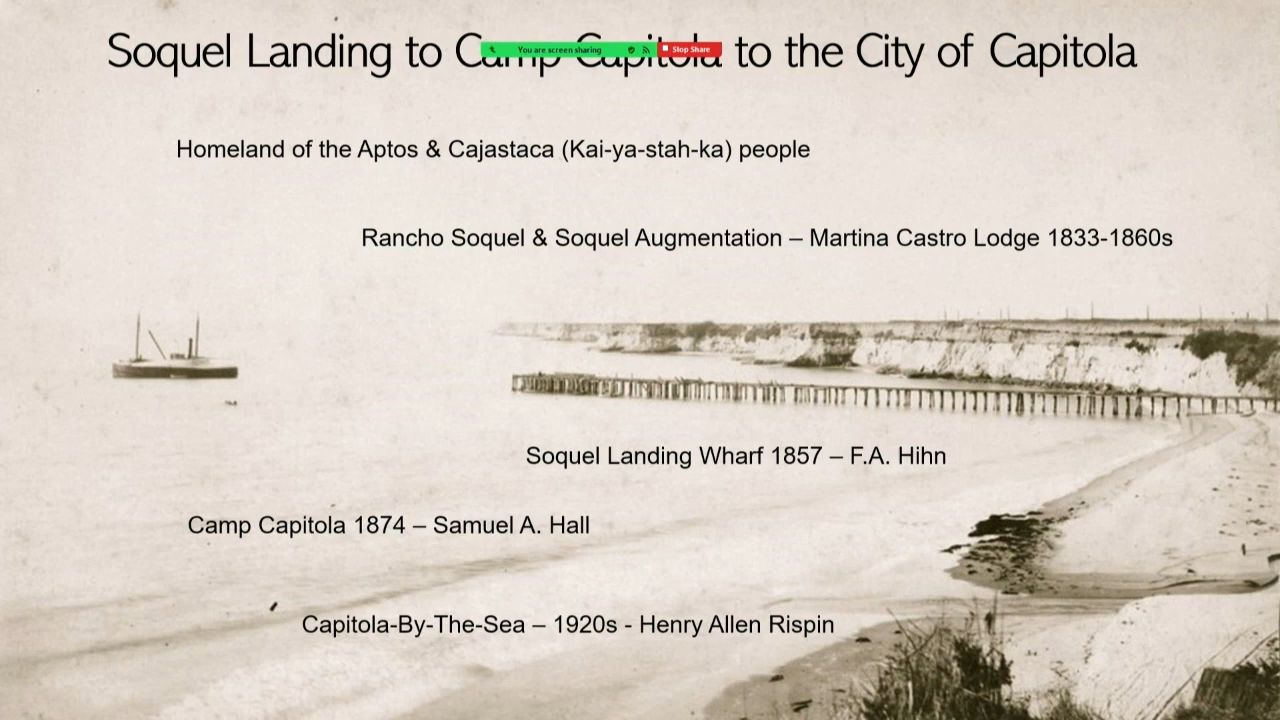 Soquel Landing to Camp Capitola to the City of Capitola
You are screen sharing
Stop Share
Homeland of the Aptos & Cajastaca (Kai-ya-stah-ka) people
Rancho Soquel & Soquel Augmentation – Martina Castro Lodge 1833-1860s
Soquel Landing Wharf 1857 – F.A. Hihn
Camp Capitola 1874 – Samuel A. Hall
Capitola-By-The-Sea – 1920s - Henry Allen Rispin